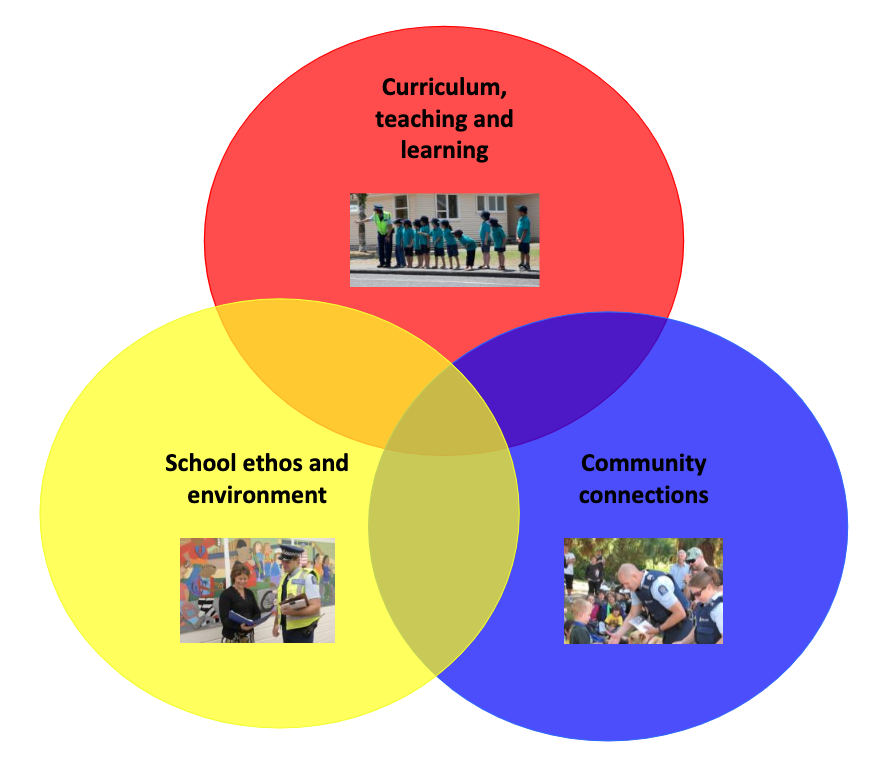 Curriculum,
teaching and
learning
School ethos and
environment
Community
connections